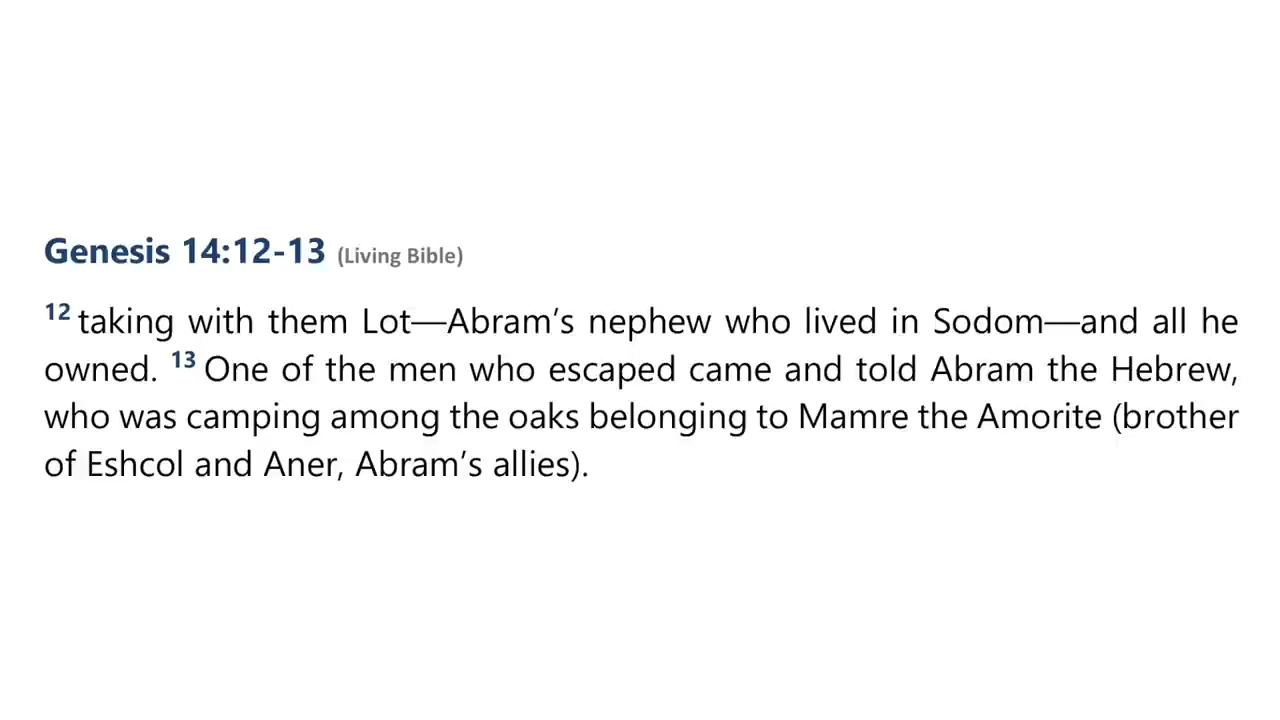 Genesis 14:12-13 (Living Bible)
12 taking with them Lot—Abram’s nephew who lived in Sodom—and all he
owned. 13 One of the men who escaped came and told Abram the Hebrew,
who was camping among the oaks belonging to Mamre the Amorite (brother
of Eshcol and Aner, Abram’s allies).